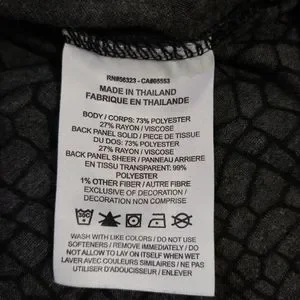 RN#56323 - CA#05553
MADE IN THAILAND
FABRIQUE EN THAILANDE
BODY / CORPS: 73% POLYESTER
27% RAYON / VISCOSE
BACK PANEL SOLID / PIECE DE TISSUE
DU DOS: 73% POLYESTER
27% RAYON / VISCOSE
BACK PANEL SHEER / PANNEAU ARRIERE
EN TISSU TRANSPARENT: 99%
POLYESTER
1% OTHER FIBER / AUTRE FIBRE
EXCLUSIVE OF DECORATION /
DECORATION NON COMPRISE
WASH WITH LIKE COLORS / DO NOT USE
SOFTENERS / REMOVE IMMEDIATELY / DO
NOT ALLOW TO LAY ON ITSELF WHEN WET
LAVER AVEC COULEURS SIMILAIRES / NE
PAS UTILISER D'ADOUCISSEUR / ENLEVER